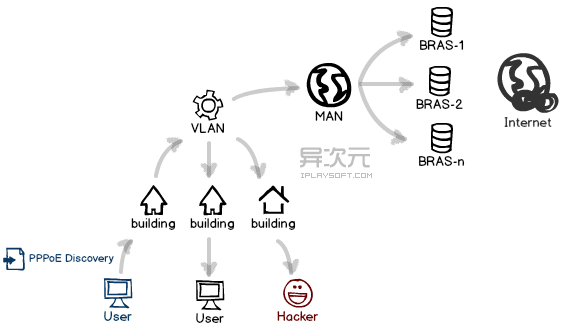 BRAS-1
BRAS-2
BRAS-n
Internet
MAN
VLAN
异次元
IPLAYSOFT.COM
building
building
building
PPPoE Discovery
User
User
Hacker